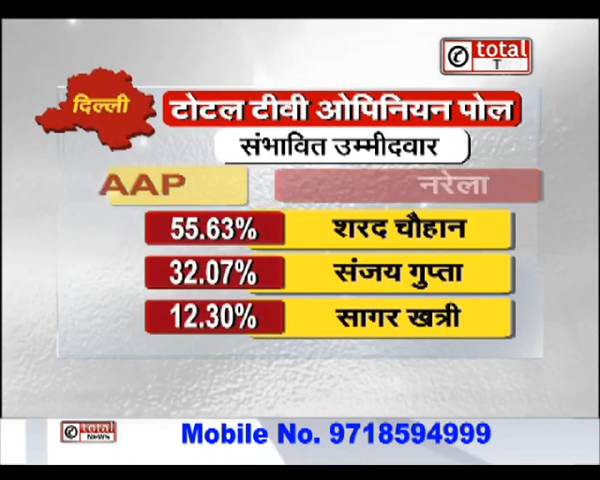 total
T
दिल्ली
टोटल टीवी ओपिनियन पोल
संभावित उम्मीदवार
AAP नरेला
55.63% शरद चौहान
32.07% संजय गुप्ता
12.30% सागर खत्री
total
NEWS
Mobile No. 9718594999